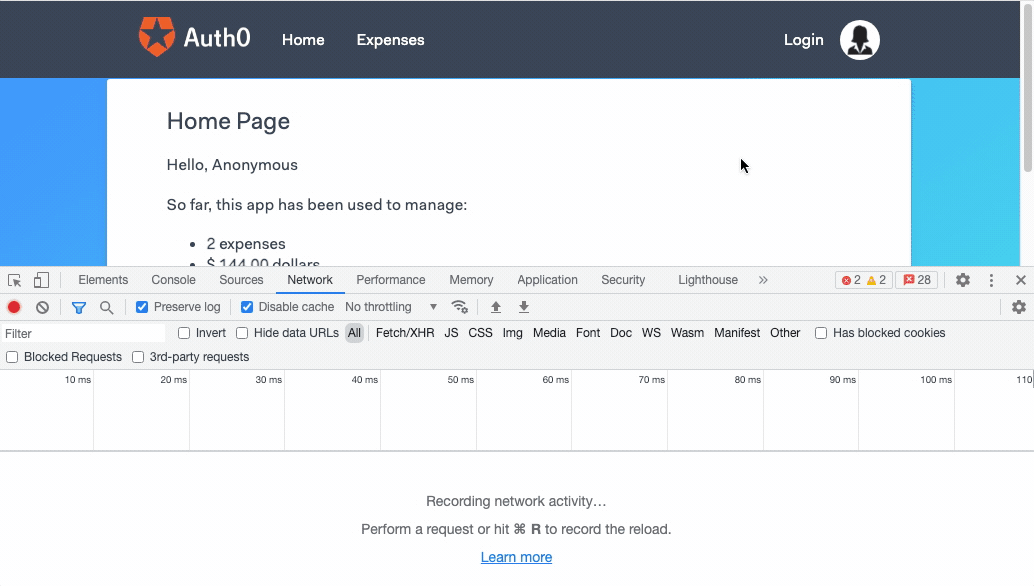 Auth0 Home Expenses Login
Home Page
Hello, Anonymous
So far, this app has been used to manage:
• 2 expenses
• $ 144.00 dollars
Elements Console Sources Network Performance Memory Application Security Lighthouse » 2 2 28
Preserve log Disable cache No throttling
Filter Invert Hide data URLs All Fetch/XHR JS CSS Img Media Font Doc WS Wasm Manifest Other Has blocked cookies
Blocked Requests 3rd-party requests
10 ms 20 ms 30 ms 40 ms 50 ms 60 ms 70 ms 80 ms 90 ms 100 ms 110
Recording network activity…
Perform a request or hit ⌘ R to record the reload.
Learn more